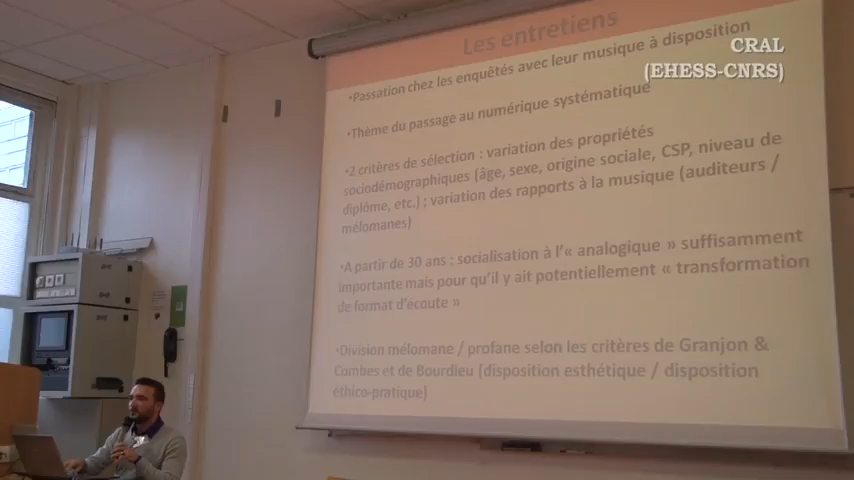 Les entretiens
CRAL
(EHESS-CNRS)
•Passation chez les enquêtés avec leur musique à disposition
•Thème du passage au numérique systématique
•2 critères de sélection : variation des propriétés
sociodémographiques (âge, sexe, origine sociale, CSP, niveau de
diplôme, etc.) ; variation des rapports à la musique (auditeurs /
mélomanes)
•A partir de 30 ans : socialisation à l'« analogique » suffisamment
importante mais pour qu'il y ait potentiellement « transformation
de format d'écoute »
•Division mélomane / profane selon les critères de Granjon &
Combes et de Bourdieu (disposition esthétique / disposition
éthico-pratique)